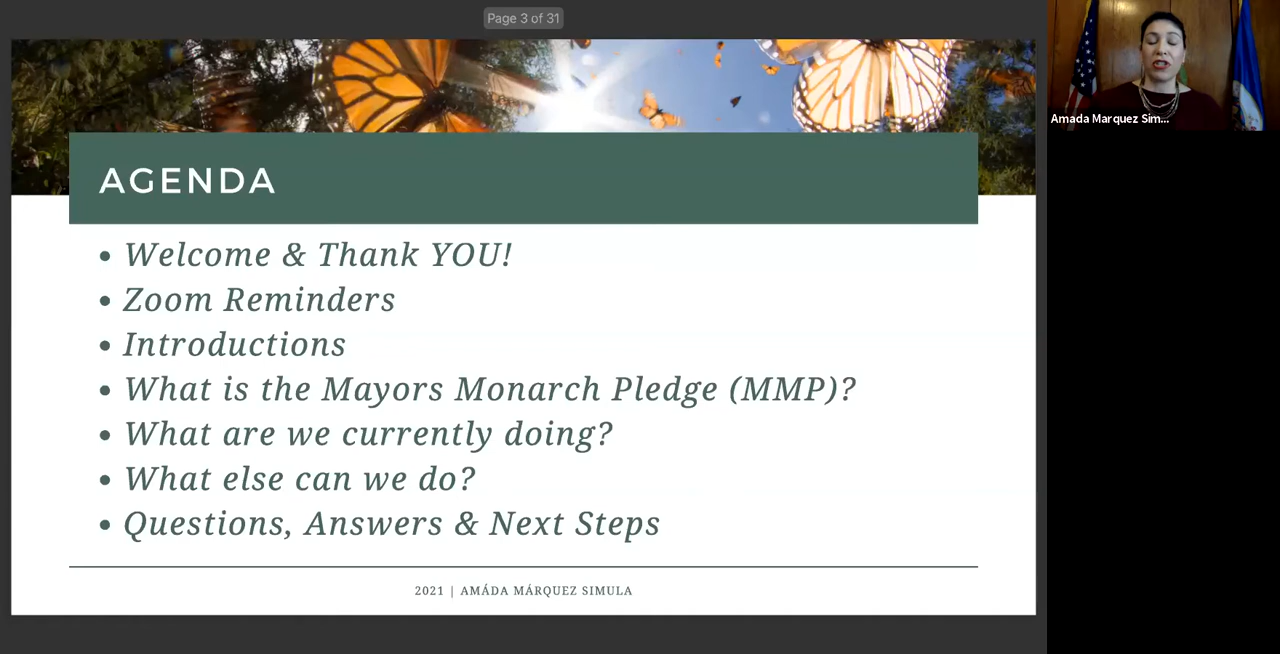 Page 3 of 31
AGENDA
• Welcome & Thank YOU!
• Zoom Reminders
• Introductions
• What is the Mayors Monarch Pledge (MMP)?
• What are we currently doing?
• What else can we do?
• Questions, Answers & Next Steps
2021 | AMÁDA MÁRQUEZ SIMULA
Amada Marquez Sim...